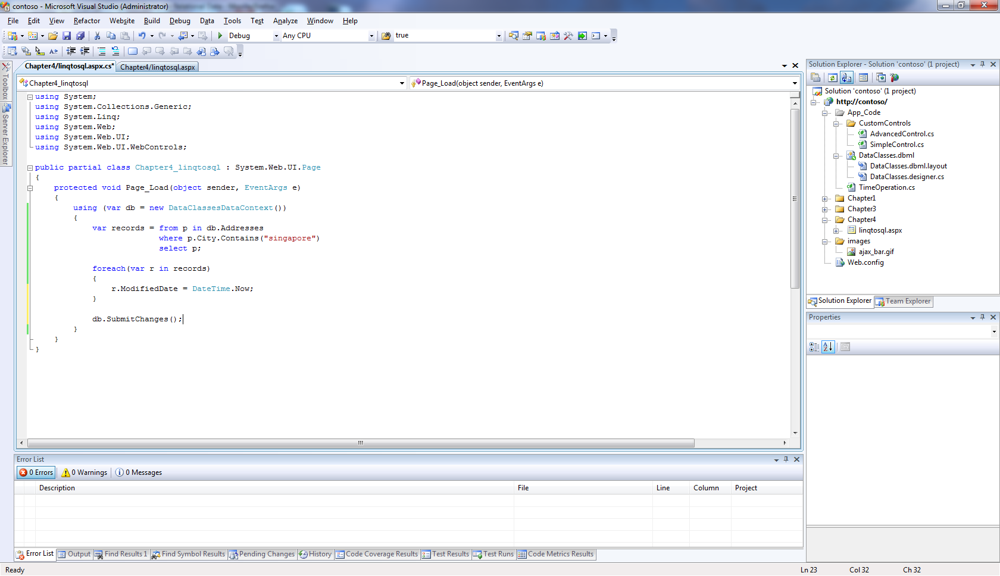 contoso - Microsoft Visual Studio (Administrator)
File Edit View Refactor Website Build Debug Data Tools Test Analyze Window Help
Debug Any CPU true
Chapter4/linqtosql.aspx.cs* Chapter4/linqtosql.aspx
Chapter4_linqtosql Page_Load(object sender, EventArgs e)
Toolbox
Server Explorer
using System;
using System.Collections.Generic;
using System.Linq;
using System.Web;
using System.Web.UI;
using System.Web.UI.WebControls;
public partial class Chapter4_linqtosql : System.Web.UI.Page
{
protected void Page_Load(object sender, EventArgs e)
{
using (var db = new DataClassesDataContext())
{
var records = from p in db.Addresses
where p.City.Contains("singapore")
select p;
foreach(var r in records)
{
r.ModifiedDate = DateTime.Now;
}
db.SubmitChanges();
}
}
}
Solution Explorer - Solution 'contoso' (1 project)
Solution 'contoso' (1 project)
http://contoso/
App_Code
CustomControls
AdvancedControl.cs
SimpleControl.cs
DataClasses.dbml
DataClasses.dbml.layout
DataClasses.designer.cs
TimeOperation.cs
Chapter1
Chapter3
Chapter4
linqtosql.aspx
images
ajax_bar.gif
Web.config
Solution Explorer Team Explorer
Properties
Error List
0 Errors 0 Warnings 0 Messages
Description File Line Column Project
Error List Output Find Results 1 Find Symbol Results Pending Changes History Code Coverage Results Test Results Test Runs Code Metrics Results
Ready Ln 23 Col 32 Ch 32